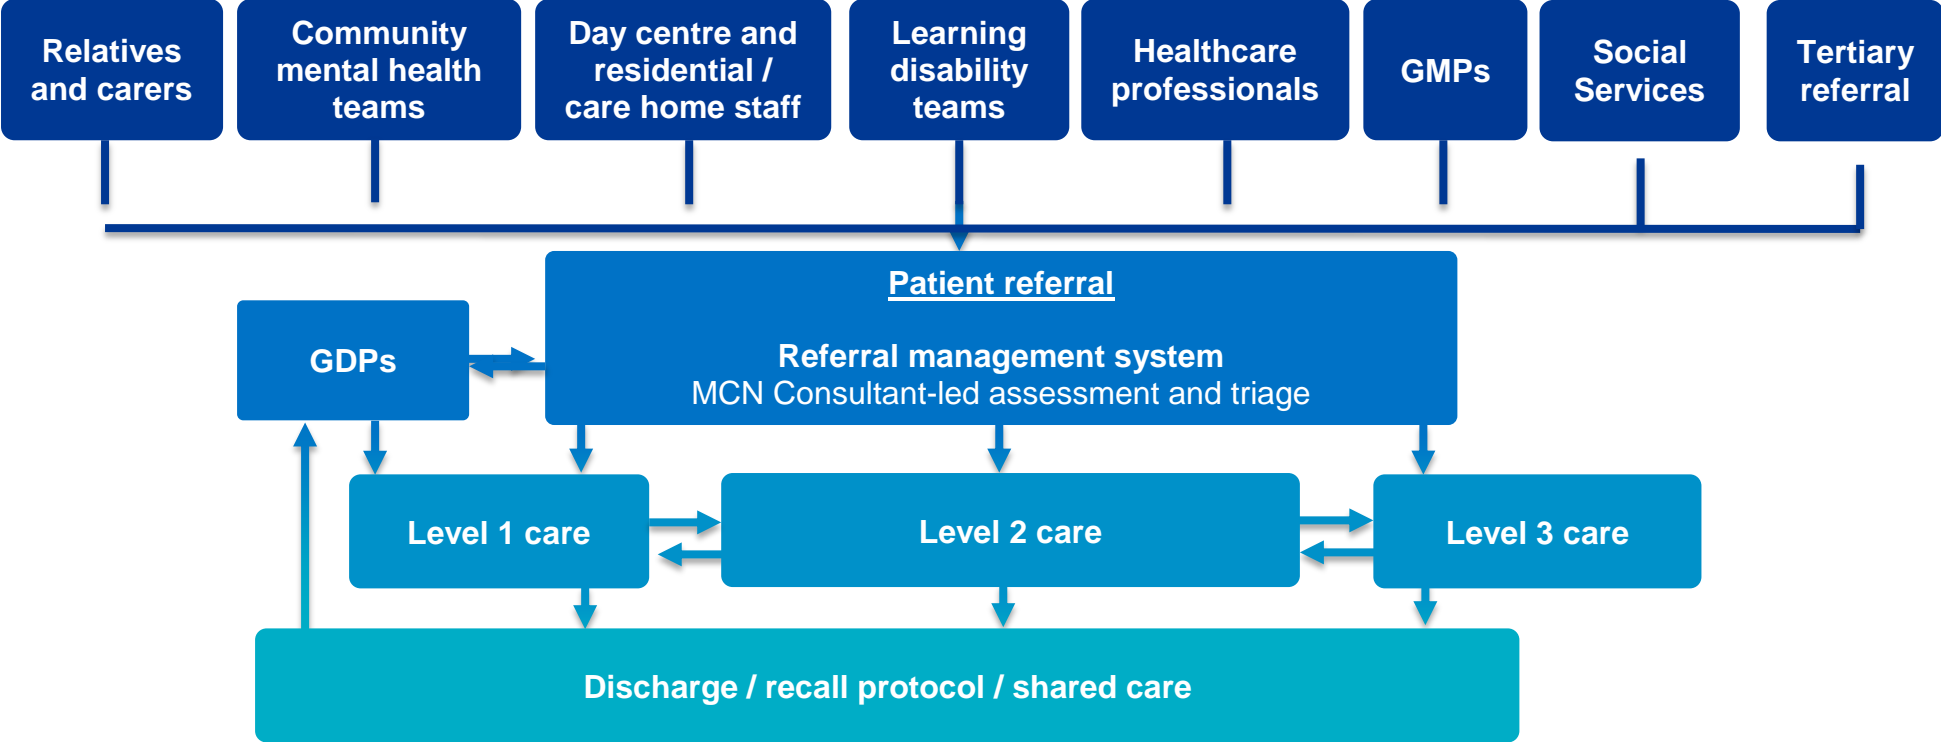 Relatives
and carers
Community
mental health
teams
Day centre and
residential /
care home staff
Learning
disability
teams
Healthcare
professionals
GMPs
Social
Services
Tertiary
referral
Patient referral
GDPs
Referral management system
MCN Consultant-led assessment and triage
Level 1 care
Level 2 care
Level 3 care
Discharge / recall protocol / shared care